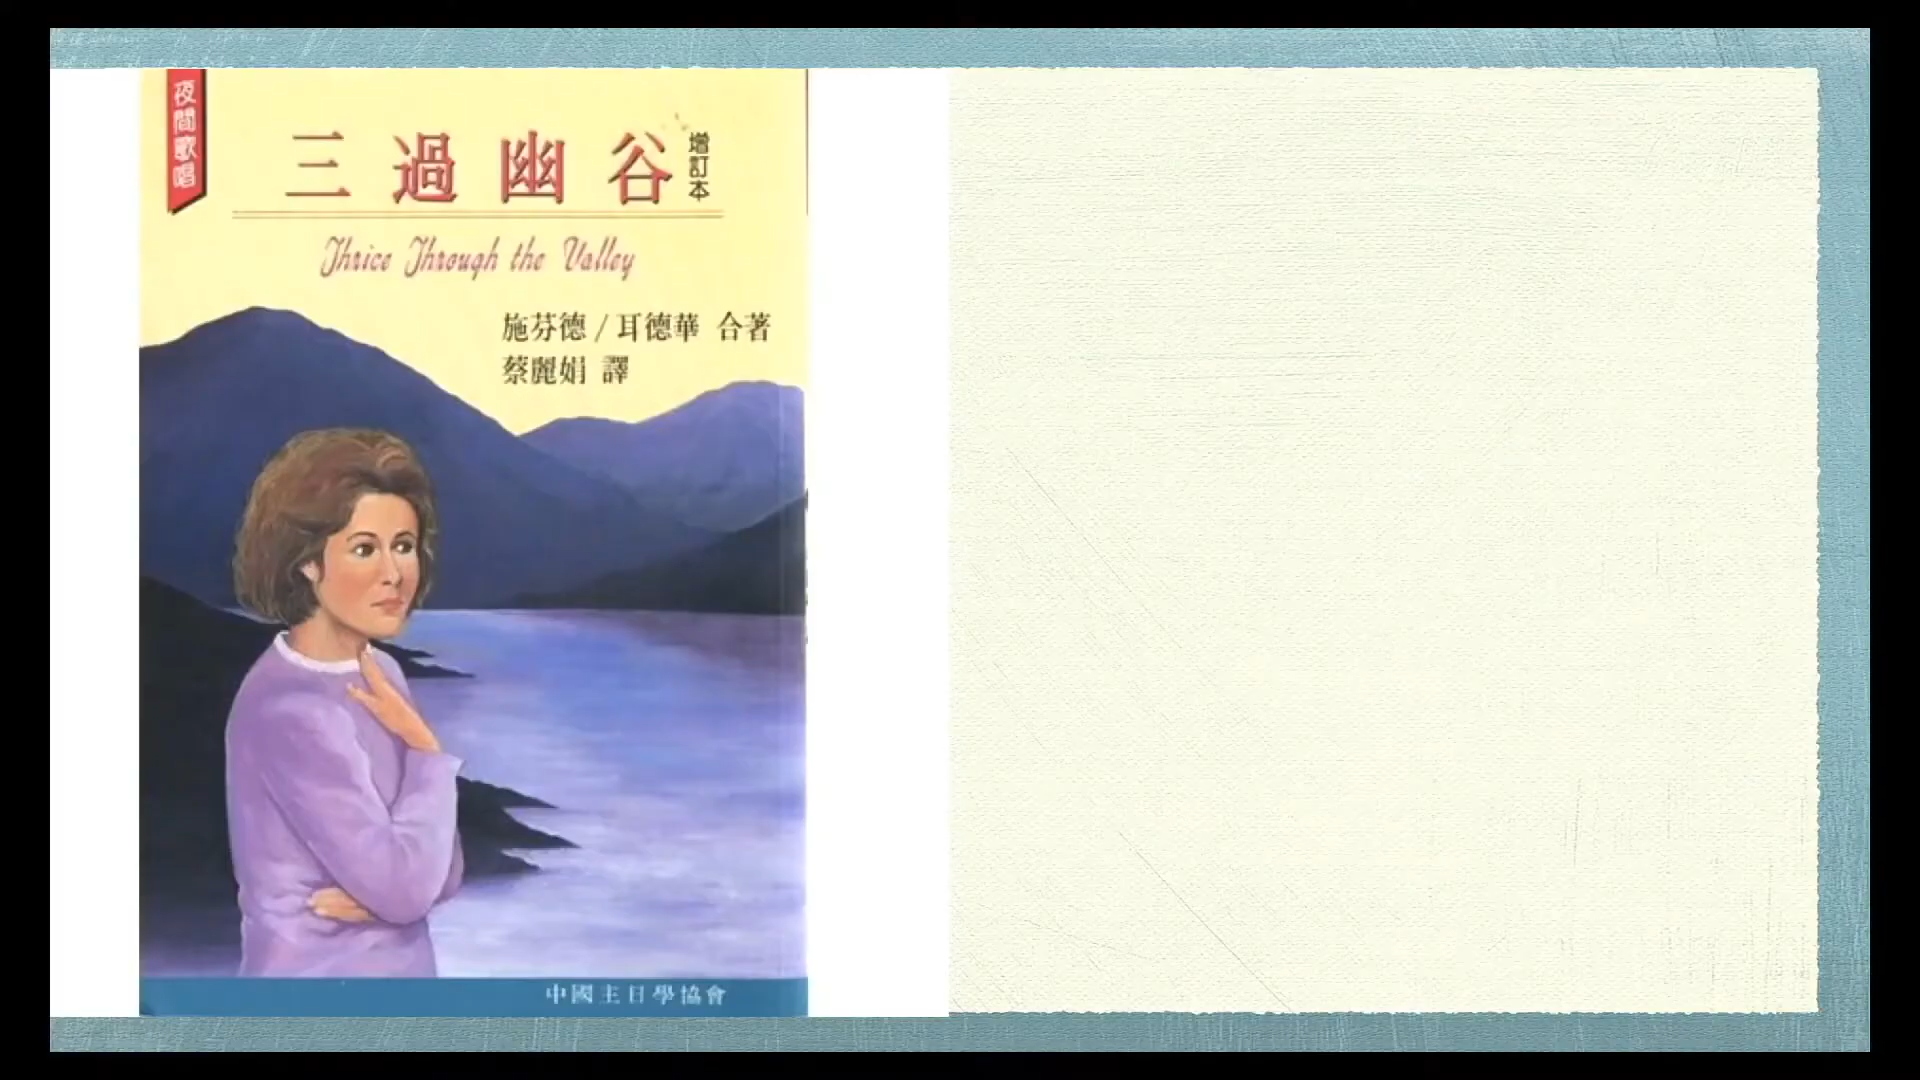 夜間歌唱
三過幽谷
增訂本
Thrice Through the Valley
施芬德 / 耳德華 合著
蔡麗娟 譯
中國主日學協會